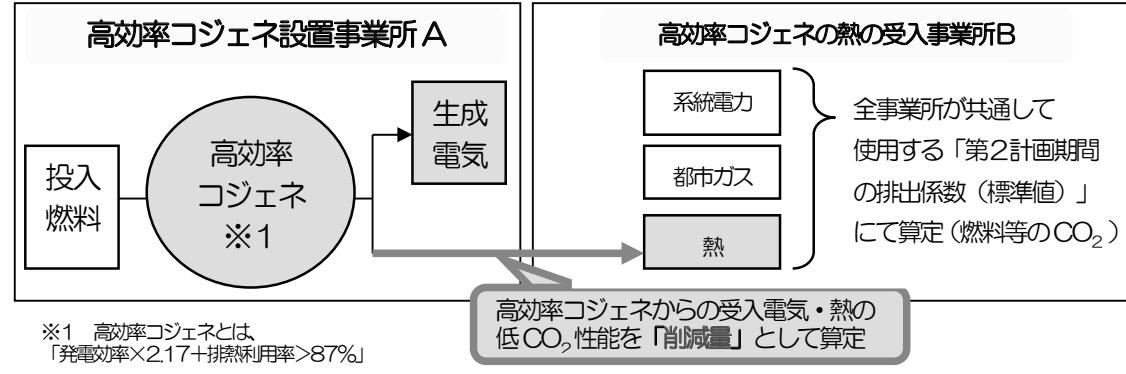 高効率コジェネ設置事業所A
投入
燃料
高効率
コジェネ
※1
生成
電気
高効率コジェネの熱の受入事業所B
系統電力
都市ガス
熱
全事業所が共通して
使用する「第2計画期間
の排出係数（標準値）」
にて算定(燃料等のCO₂)
高効率コジェネからの受入電気・熱の
低CO₂性能を「削減量」として算定
※1 高効率コジェネとは、
「発電効率×2.17＋排熱利用率>87%」